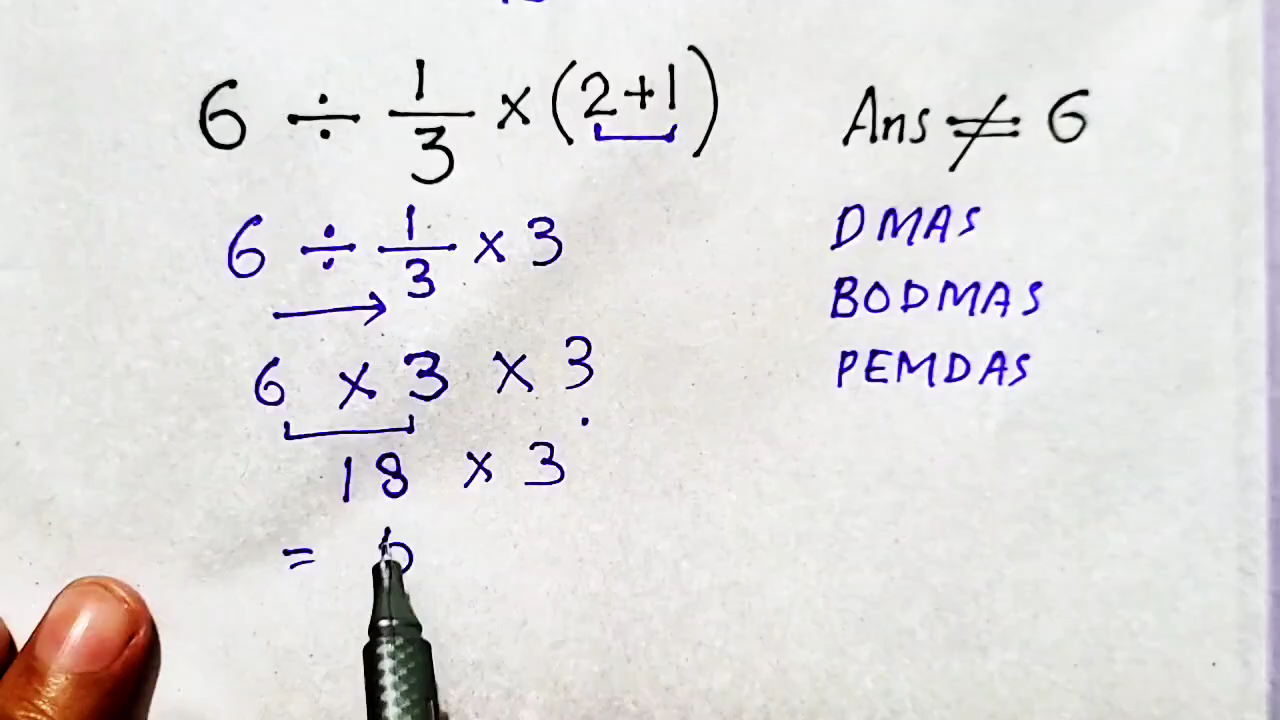 6 ÷ 1/3 × (2+1)
Ans ≠ 6
6 ÷ 1/3 × 3
DMAS
BODMAS
6 × 3 × 3
PEMDAS
18 × 3
=